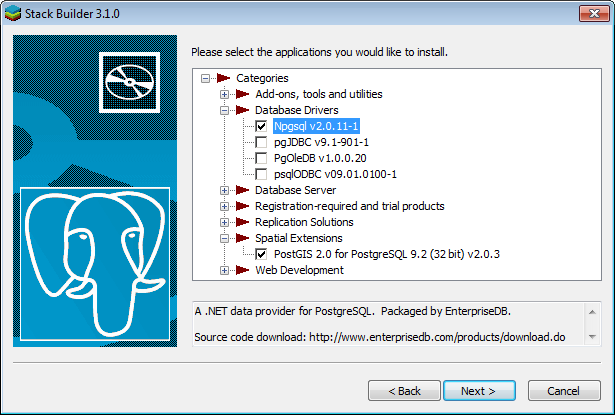 Stack Builder 3.1.0
Please select the applications you would like to install.
Categories
Add-ons, tools and utilities
Database Drivers
Npgsql v2.0.11-1
pgJDBC v9.1-901-1
PgOleDB v1.0.0.20
psqlODBC v09.01.0100-1
Database Server
Registration-required and trial products
Replication Solutions
Spatial Extensions
PostGIS 2.0 for PostgreSQL 9.2 (32 bit) v2.0.3
Web Development
A .NET data provider for PostgreSQL.  Packaged by EnterpriseDB.
Source code download: http://www.enterprisedb.com/products/download.do
< Back
Next >
Cancel